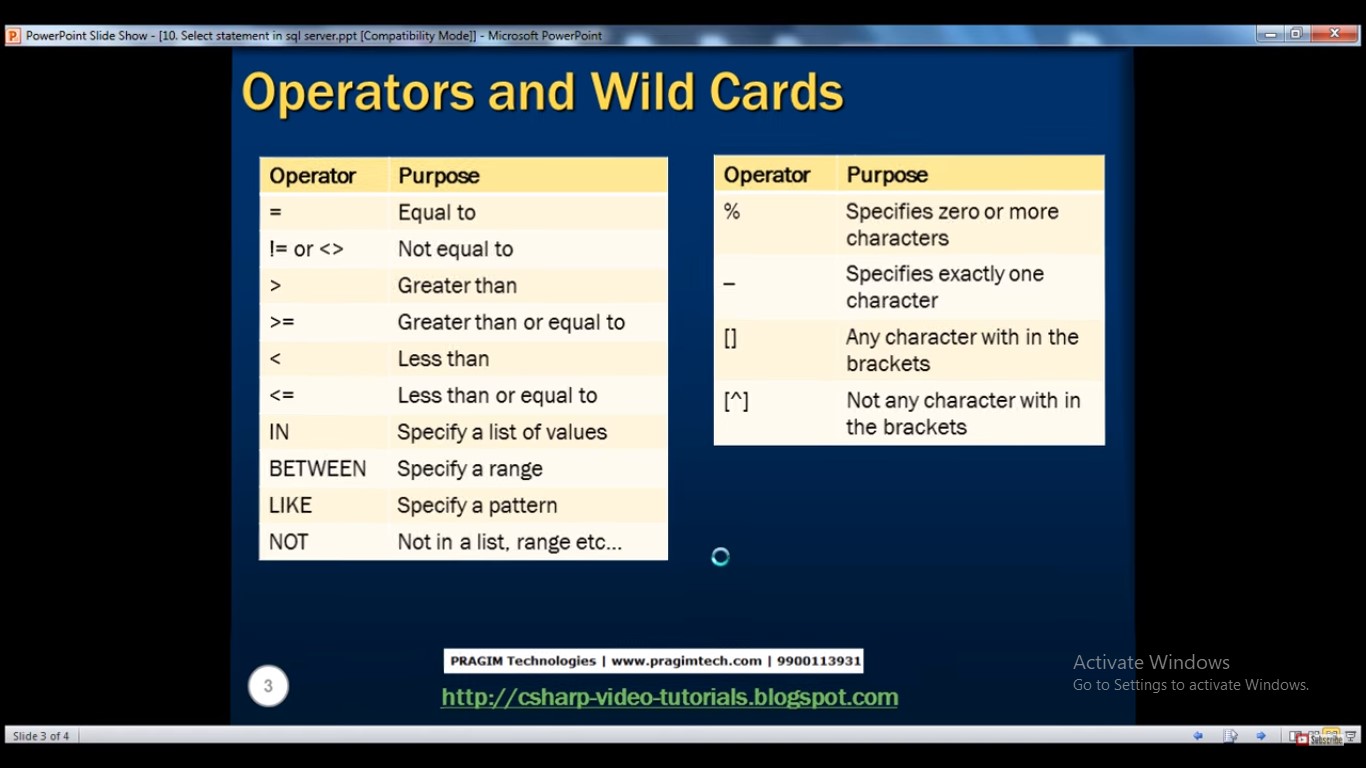 PowerPoint Slide Show - [10. Select statement in sql server.ppt [Compatibility Mode]] - Microsoft PowerPoint
Operators and Wild Cards
Operator Purpose
= Equal to
!= or <> Not equal to
> Greater than
>= Greater than or equal to
< Less than
<= Less than or equal to
IN Specify a list of values
BETWEEN Specify a range
LIKE Specify a pattern
NOT Not in a list, range etc...
Operator Purpose
% Specifies zero or more
characters
_ Specifies exactly one
character
[] Any character with in the
brackets
[^] Not any character with in
the brackets
PRAGIM Technologies | www.pragimtech.com | 9900113931
3
http://csharp-video-tutorials.blogspot.com
Activate Windows
Go to Settings to activate Windows.
Slide 3 of 4
Subscribe